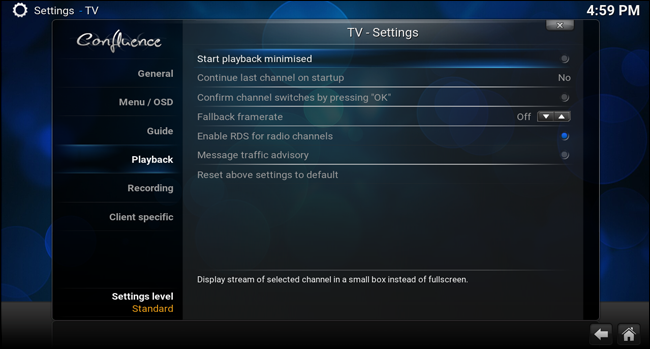 Settings - TV
4:59 PM
Confluence
TV - Settings
General
Menu / OSD
Guide
Playback
Recording
Client specific
Settings level
Standard
Start playback minimised
Continue last channel on startup No
Confirm channel switches by pressing "OK"
Fallback framerate Off
Enable RDS for radio channels
Message traffic advisory
Reset above settings to default
Display stream of selected channel in a small box instead of fullscreen.